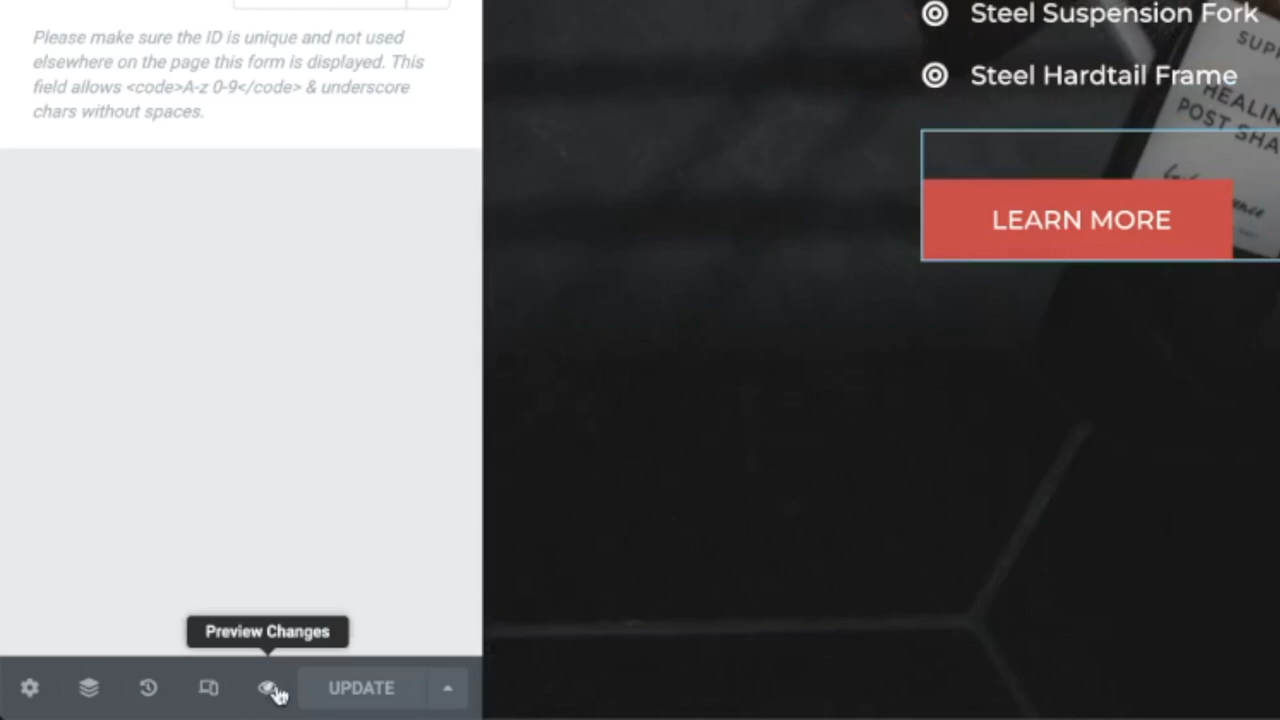 Please make sure the ID is unique and not used
elsewhere on the page this form is displayed. This
field allows <code>A-z 0-9</code> & underscore
chars without spaces.
Steel Suspension Fork
Steel Hardtail Frame
POST SHA
LEARN MORE
Preview Changes
UPDATE